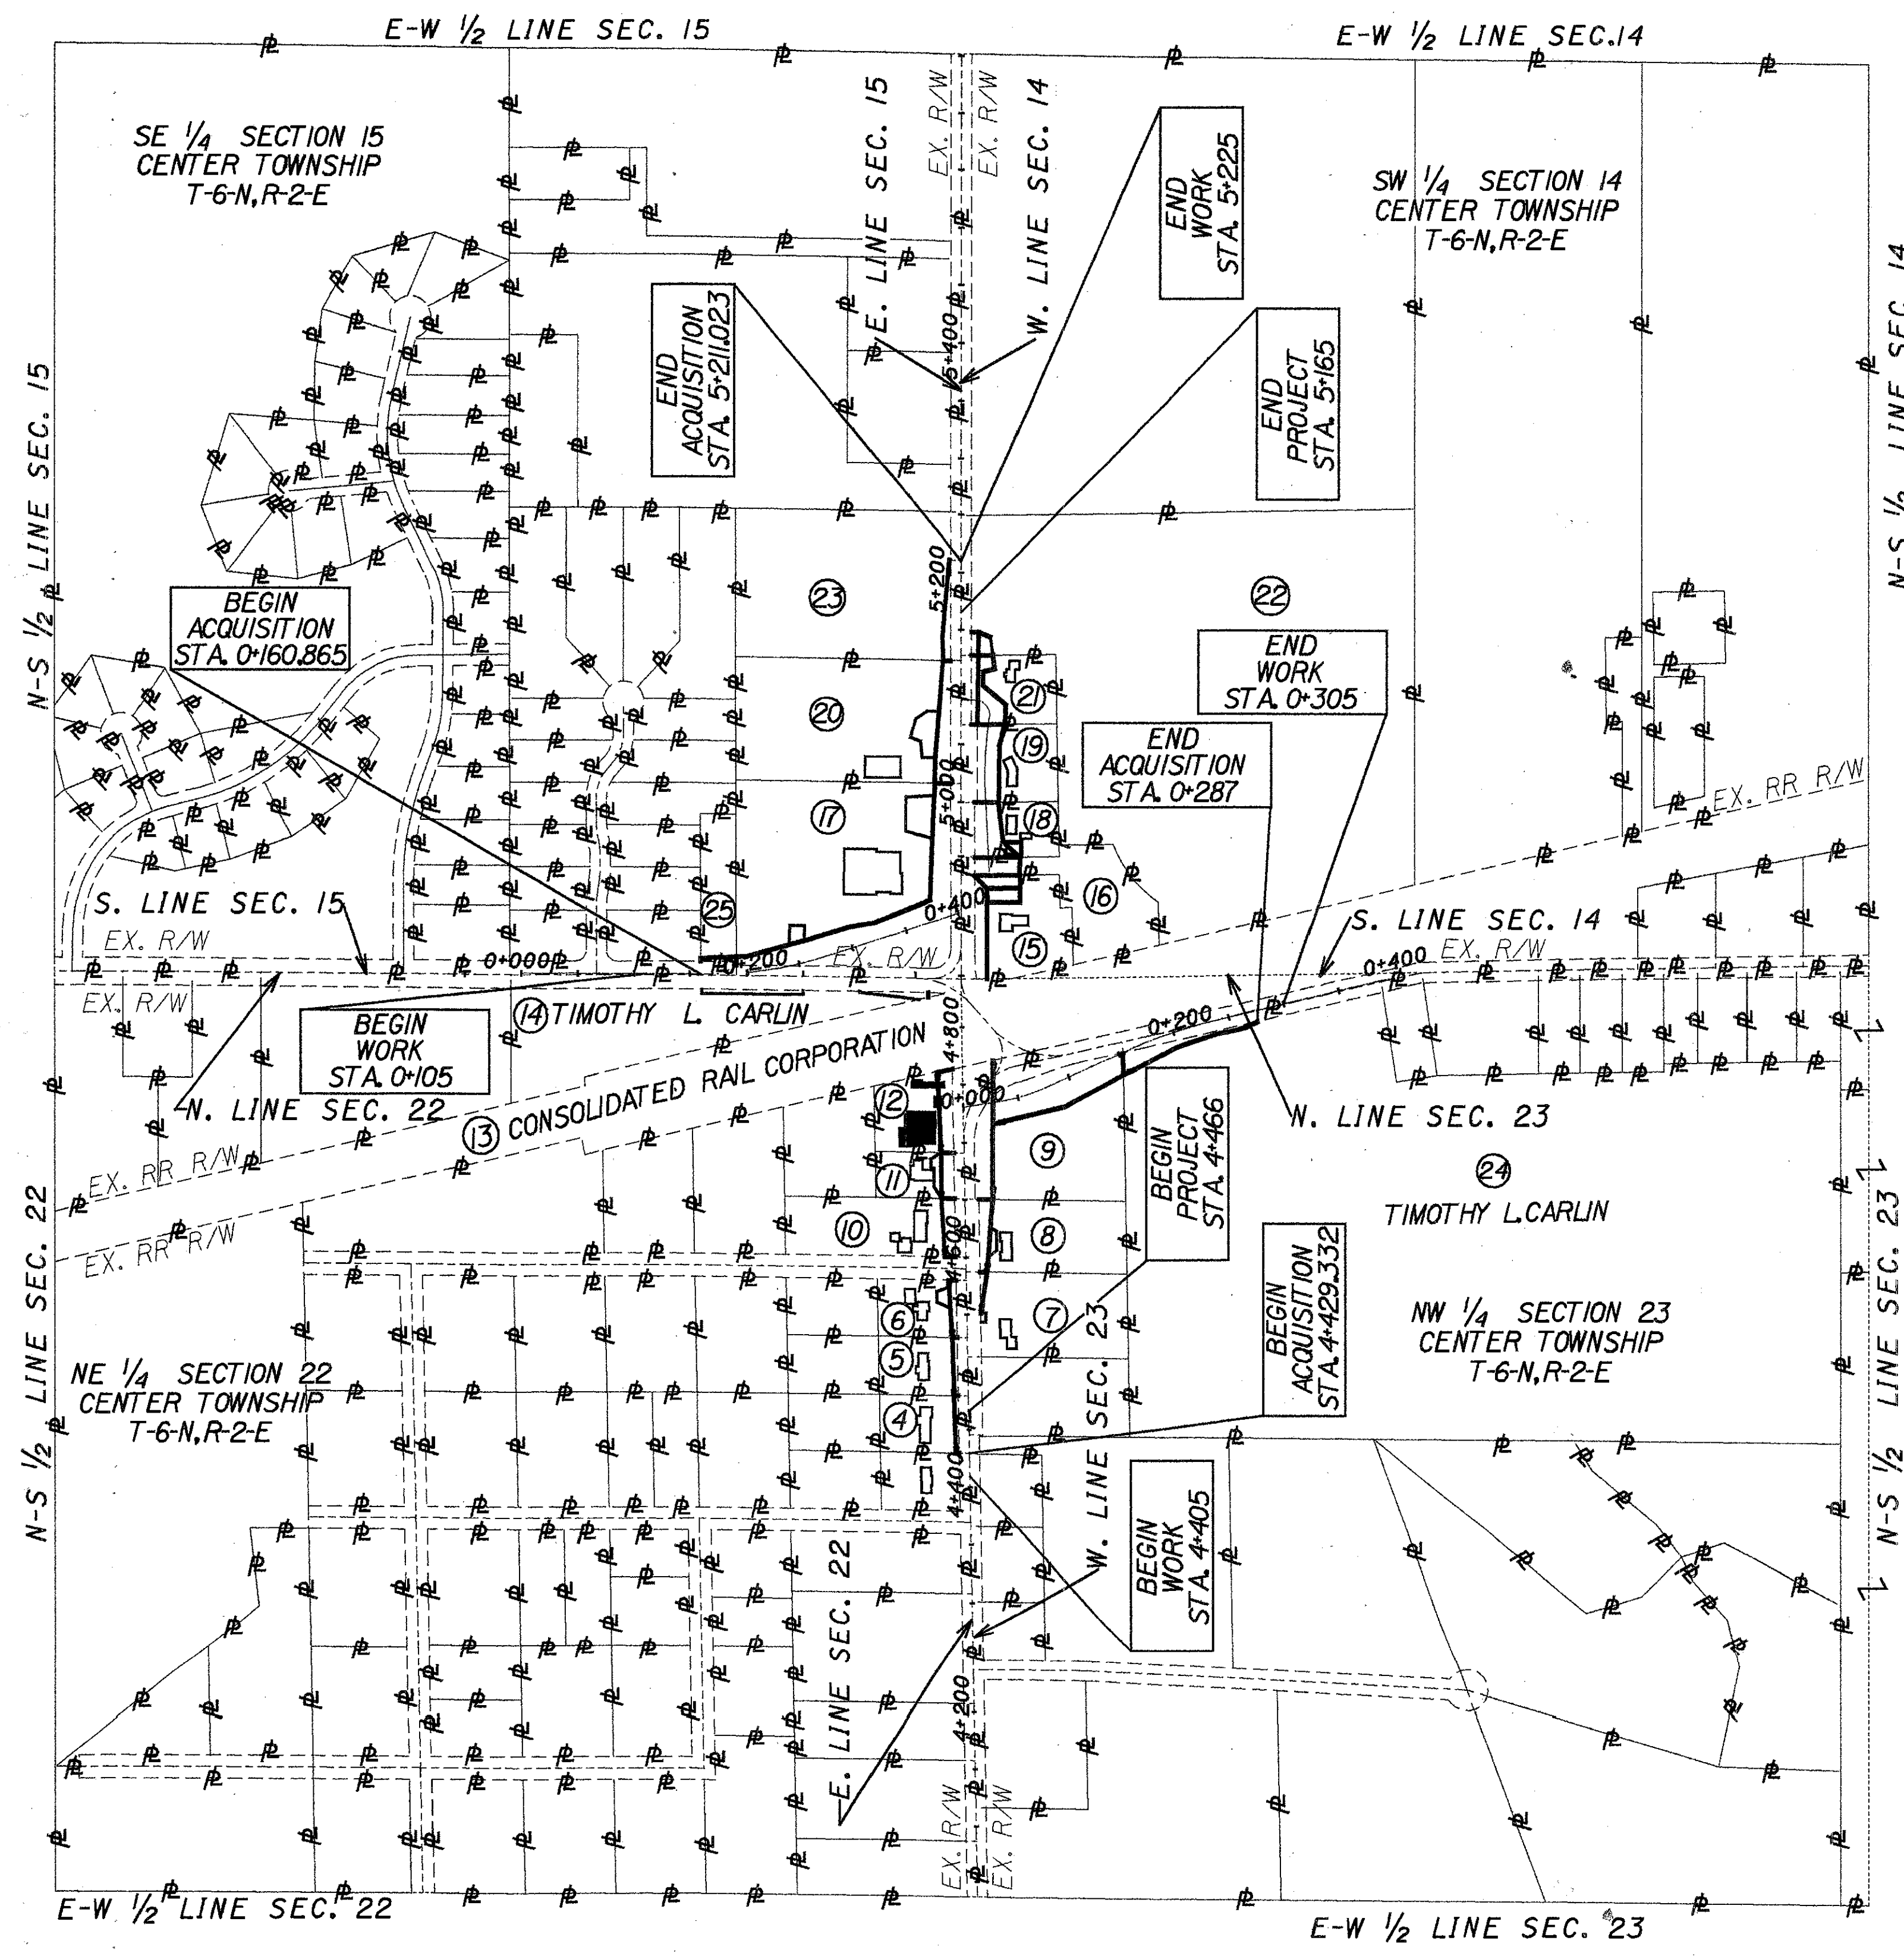 E-W 1/2 LINE SEC. 15
E-W 1/2 LINE SEC.14
SE 1/4 SECTION 15
CENTER TOWNSHIP
T-6-N,R-2-E
E. LINE SEC. 15
EX. R/W
EX. R/W
W. LINE SEC. 14
END
WORK
STA. 5+225
SW 1/4 SECTION 14
CENTER TOWNSHIP
T-6-N,R-2-E
N-S 1/2 LINE SEC. 14
END
ACQUISITION
STA. 5+211.023
5+400
END
PROJECT
STA. 5+165
N-S 1/2 LINE SEC. 15
BEGIN
ACQUISITION
STA. 0+160.865
23
5+200
22
END
WORK
STA. 0+305
20
21
19
END
ACQUISITION
STA. 0+287
17
5+000
18
EX. RR R/W
25
0+400
16
S. LINE SEC. 15
EX. R/W
0+000
0+200
EX. R/W
15
S. LINE SEC. 14
EX. R/W
0+400
EX. R/W
BEGIN
WORK
STA. 0+105
14 TIMOTHY L. CARLIN
4+800
0+200
N. LINE SEC. 22
13 CONSOLIDATED RAIL CORPORATION
12
0+000
N. LINE SEC. 23
EX. RR R/W
EX. RR R/W
11
9
BEGIN
PROJECT
STA. 4+466
24
TIMOTHY L.CARLIN
10
4+600
8
N-S 1/2 LINE SEC. 22
6
7
BEGIN
ACQUISITION
STA.4+429.332
NW 1/4 SECTION 23
CENTER TOWNSHIP
T-6-N,R-2-E
N-S 1/2 LINE SEC. 23
NE 1/4 SECTION 22
CENTER TOWNSHIP
T-6-N,R-2-E
5
4
4+400
W. LINE SEC. 23
BEGIN
WORK
STA. 4+405
E. LINE SEC. 22
4+200
EX. R/W
EX. R/W
E-W 1/2 LINE SEC. 22
E-W 1/2 LINE SEC. 23